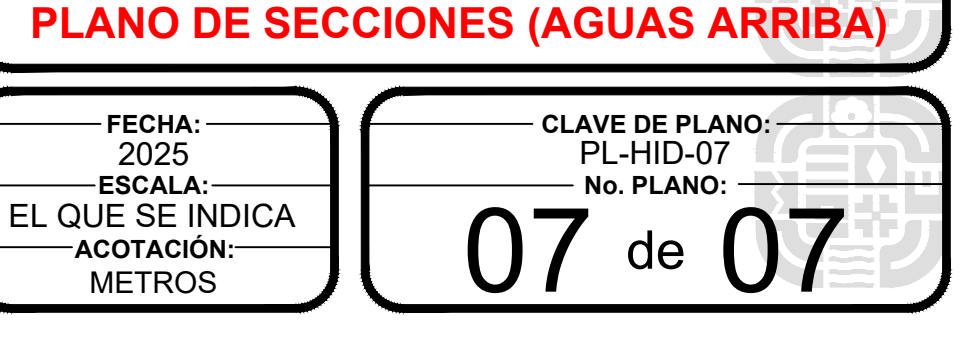 PLANO DE SECCIONES (AGUAS ARRIBA)
FECHA:
2025
ESCALA:
EL QUE SE INDICA
ACOTACIÓN:
METROS
CLAVE DE PLANO:
PL-HID-07
No. PLANO:
07 de 07